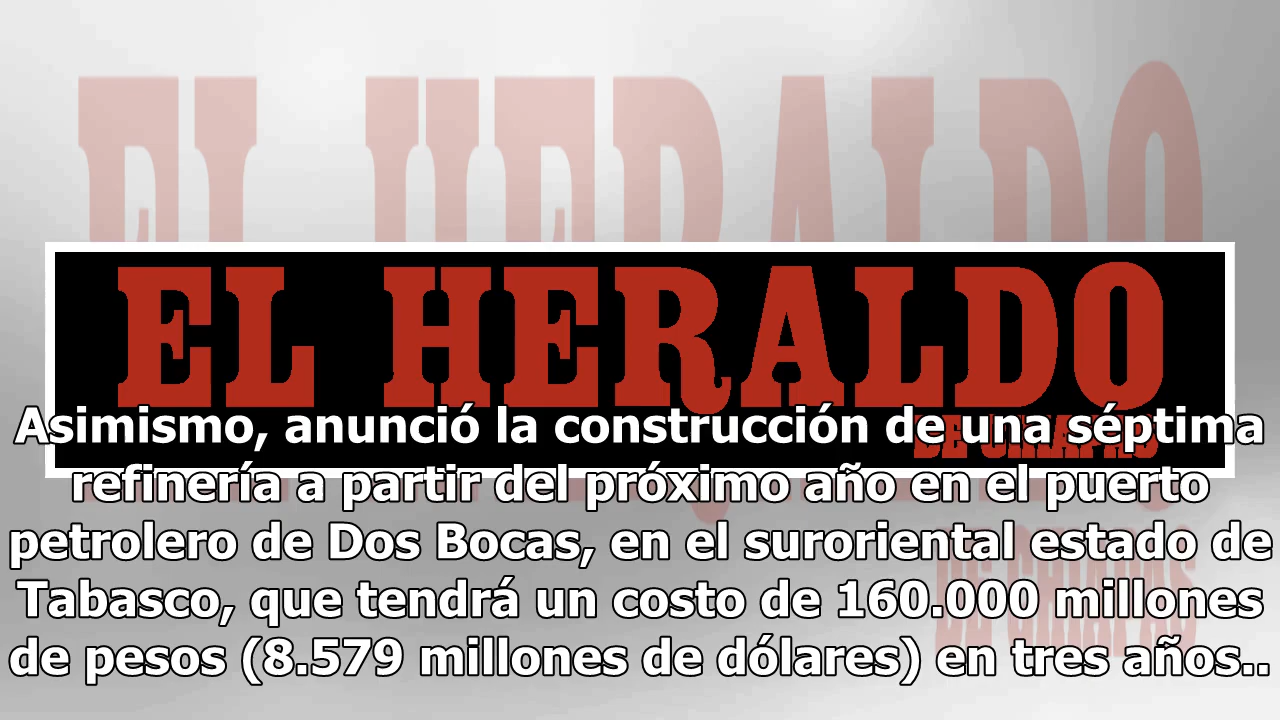 EL HERALDO
DE CHIAPAS
Asimismo, anunció la construcción de una séptima
refinería a partir del próximo año en el puerto
petrolero de Dos Bocas, en el suroriental estado de
Tabasco, que tendrá un costo de 160.000 millones
de pesos (8.579 millones de dólares) en tres años..